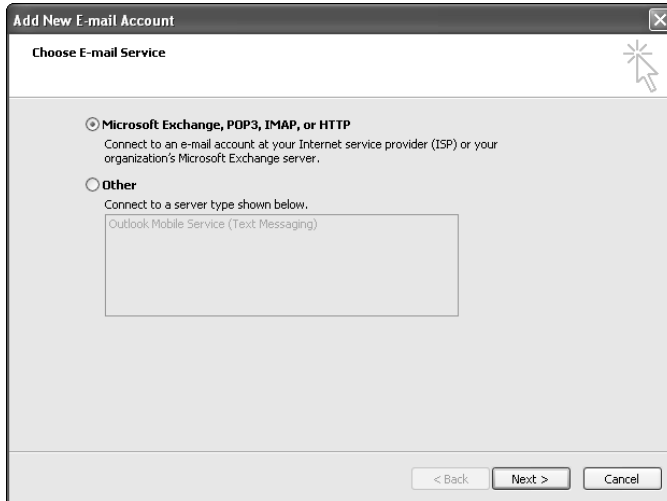 Add New E-mail Account
Choose E-mail Service
Microsoft Exchange, POP3, IMAP, or HTTP
Connect to an e-mail account at your Internet service provider (ISP) or your
organization's Microsoft Exchange server.
Other
Connect to a server type shown below.
Outlook Mobile Service (Text Messaging)
< Back Next > Cancel